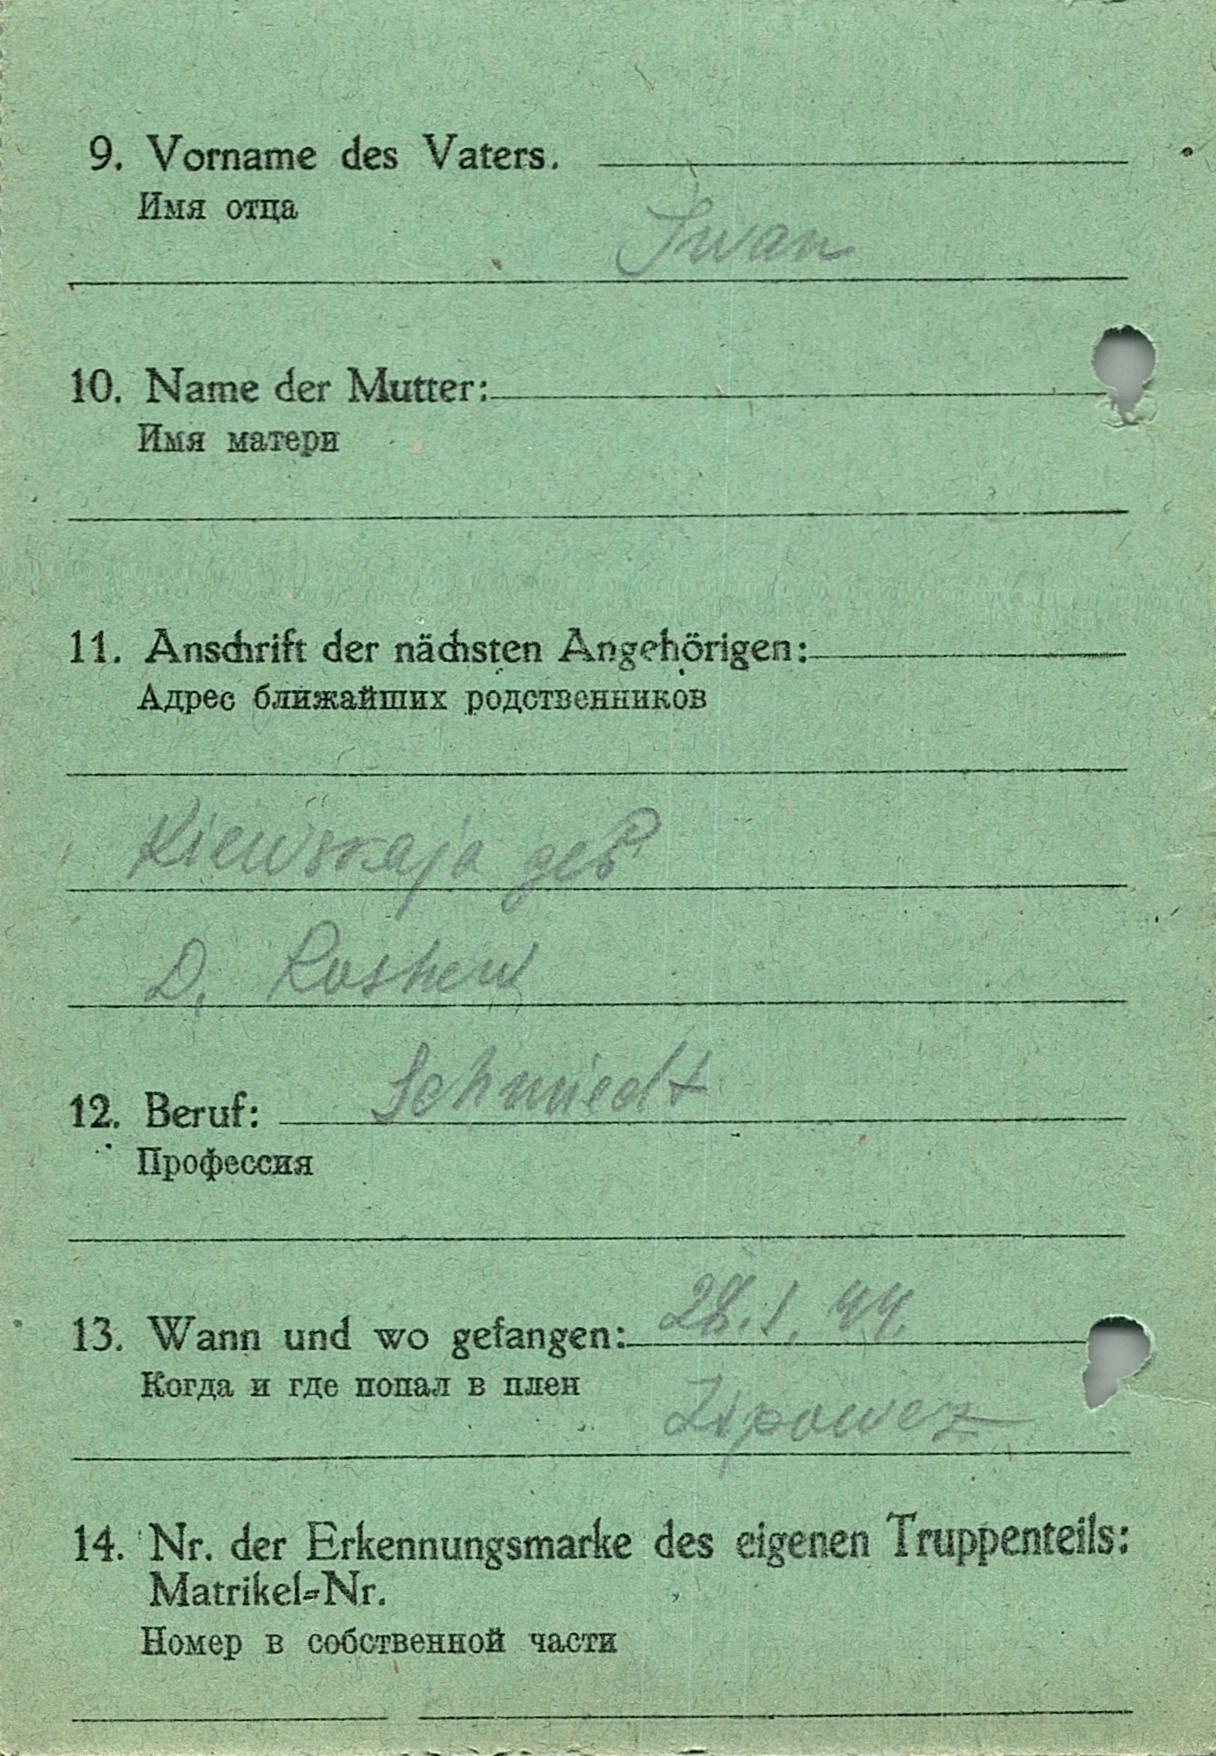 9. Vorname des Vaters.
Имя отца
Iwan
10. Name der Mutter:
Имя матери
11. Anschrift der nächsten Angehörigen:
Адрес ближайших родственников
Kiewskaja geb
D.
Schmiedt
12. Beruf:
Профессия
28.1.44.
13. Wann und wo gefangen:
Когда и где попал в плен
Lipowez
14. Nr. der Erkennungsmarke des eigenen Truppenteils:
Matrikel-Nr.
Номер в собственной части